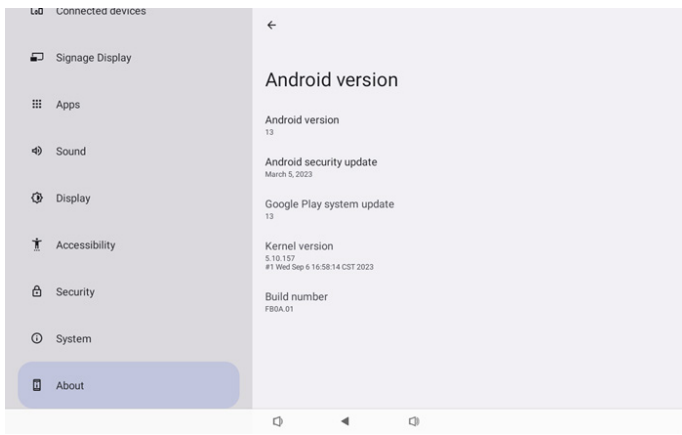 Connected devices
Signage Display
Apps
Sound
Display
Accessibility
Security
System
About
Android version
Android version
13
Android security update
March 5, 2023
Google Play system update
13
Kernel version
5.10.157
#1 Wed Sep 6 16:58:14 CST 2023
Build number
FB0A.01